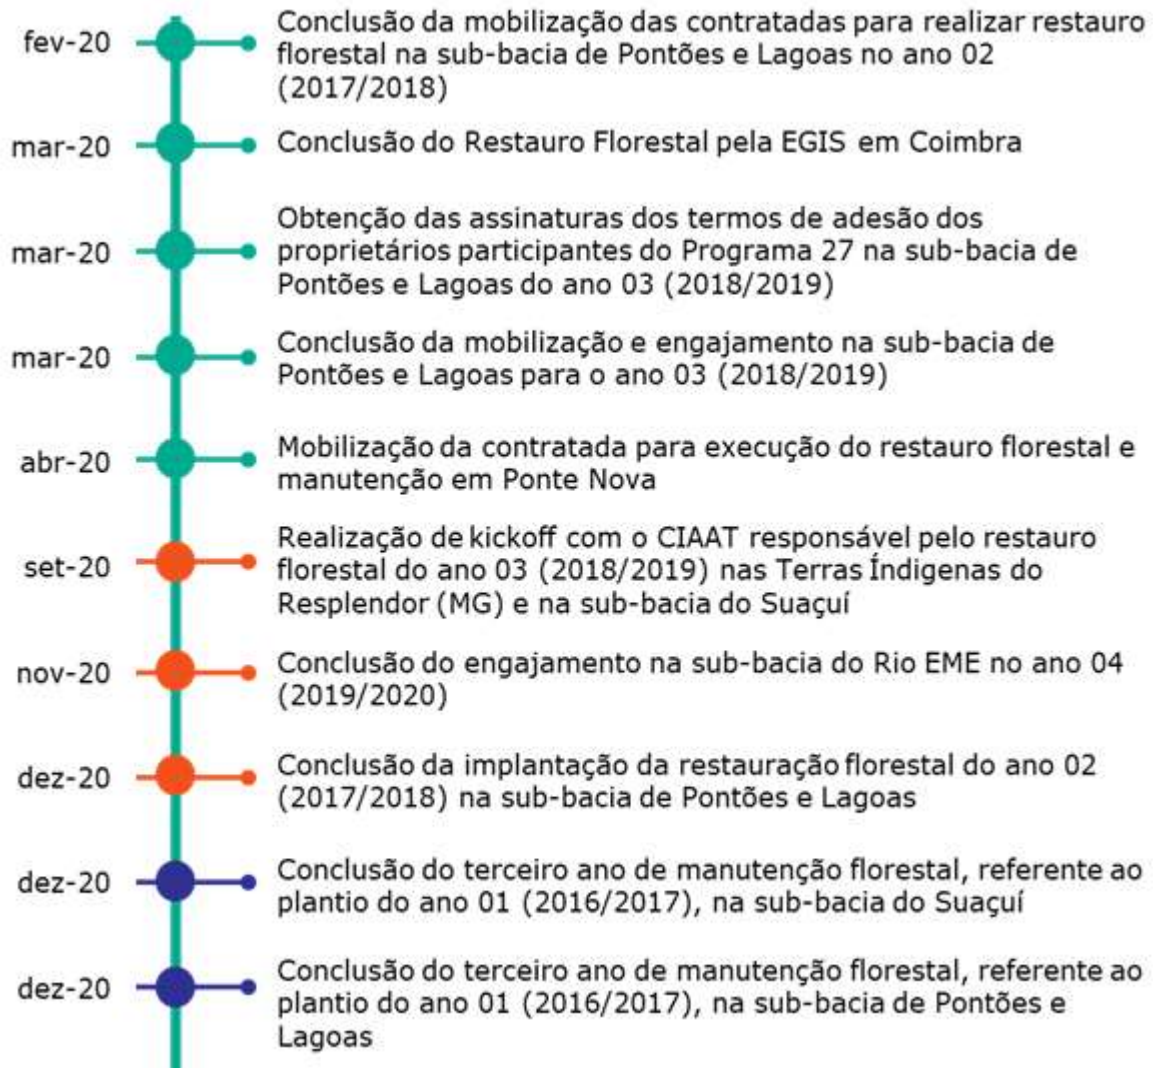 fev-20
Conclusão da mobilização das contratadas para realizar restauro
florestal na sub-bacia de Pontões e Lagoas no ano 02
(2017/2018)
mar-20
Conclusão do Restauro Florestal pela EGIS em Coimbra
mar-20
Obtenção das assinaturas dos termos de adesão dos
proprietários participantes do Programa 27 na sub-bacia de
Pontões e Lagoas do ano 03 (2018/2019)
mar-20
Conclusão da mobilização e engajamento na sub-bacia de
Pontões e Lagoas para o ano 03 (2018/2019)
abr-20
Mobilização da contratada para execução do restauro florestal e
manutenção em Ponte Nova
set-20
Realização de kickoff com o CIAAT responsável pelo restauro
florestal do ano 03 (2018/2019) nas Terras Índigenas do
Resplendor (MG) e na sub-bacia do Suaçuí
nov-20
Conclusão do engajamento na sub-bacia do Rio EME no ano 04
(2019/2020)
dez-20
Conclusão da implantação da restauração florestal do ano 02
(2017/2018) na sub-bacia de Pontões e Lagoas
dez-20
Conclusão do terceiro ano de manutenção florestal, referente ao
plantio do ano 01 (2016/2017), na sub-bacia do Suaçuí
dez-20
Conclusão do terceiro ano de manutenção florestal, referente ao
plantio do ano 01 (2016/2017), na sub-bacia de Pontões e
Lagoas